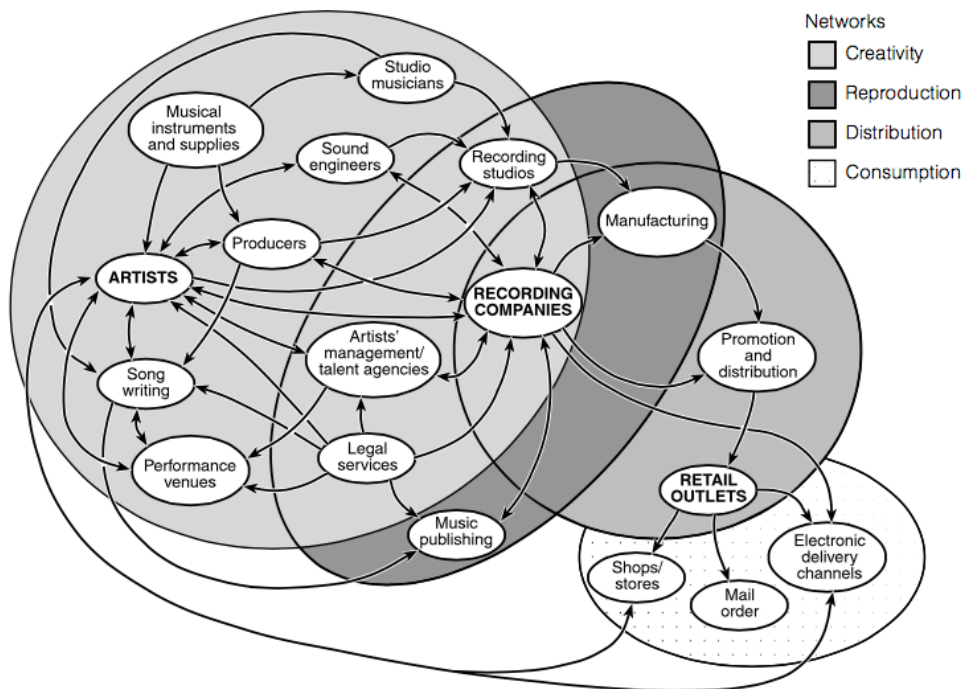 Networks
Creativity
Reproduction
Distribution
Consumption
Studio
musicians
Musical
instruments
and supplies
Sound
engineers
Recording
studios
Manufacturing
Producers
ARTISTS
RECORDING
COMPANIES
Artists'
management/
talent agencies
Promotion
and
distribution
Song
writing
Legal
services
Performance
venues
RETAIL
OUTLETS
Music
publishing
Electronic
delivery
channels
Shops/
stores
Mail
order